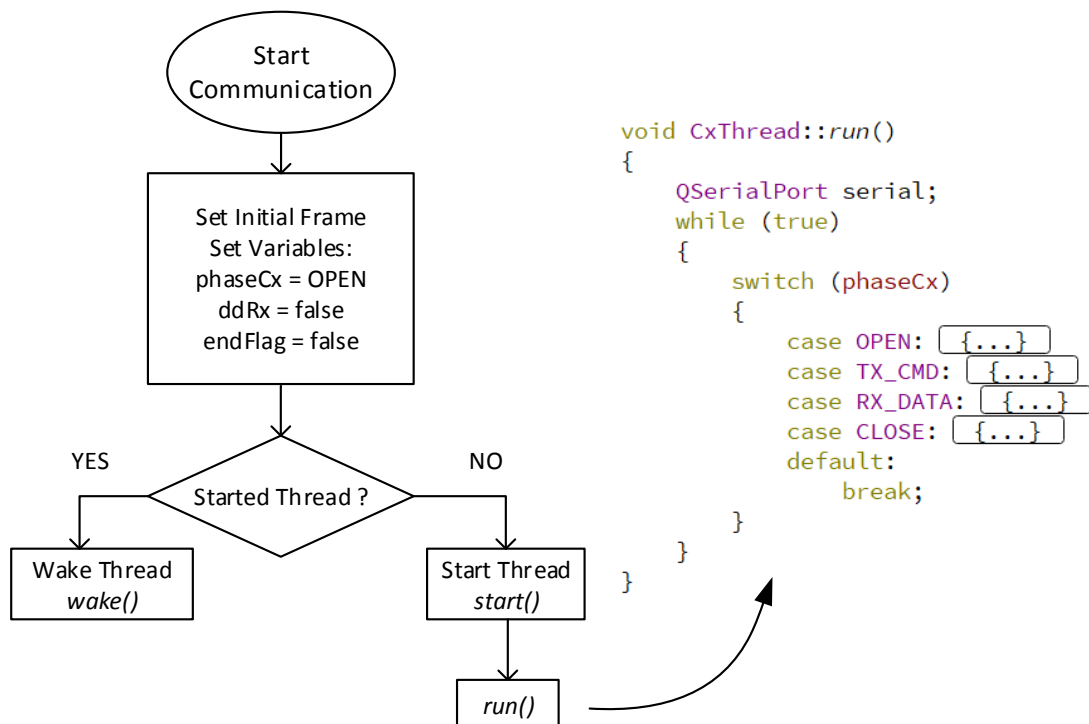 Start
Communication
Set Initial Frame
Set Variables:
phaseCx = OPEN
ddRx = false
endFlag = false
YES
NO
Started Thread ?
Wake Thread
wake()
Start Thread
start()
run()
void CxThread::run()
{
    QSerialPort serial;
    while (true)
    {
        switch (phaseCx)
        {
            case OPEN: {...}
            case TX_CMD: {...}
            case RX_DATA: {...}
            case CLOSE: {...}
            default:
                break;
        }
    }
}